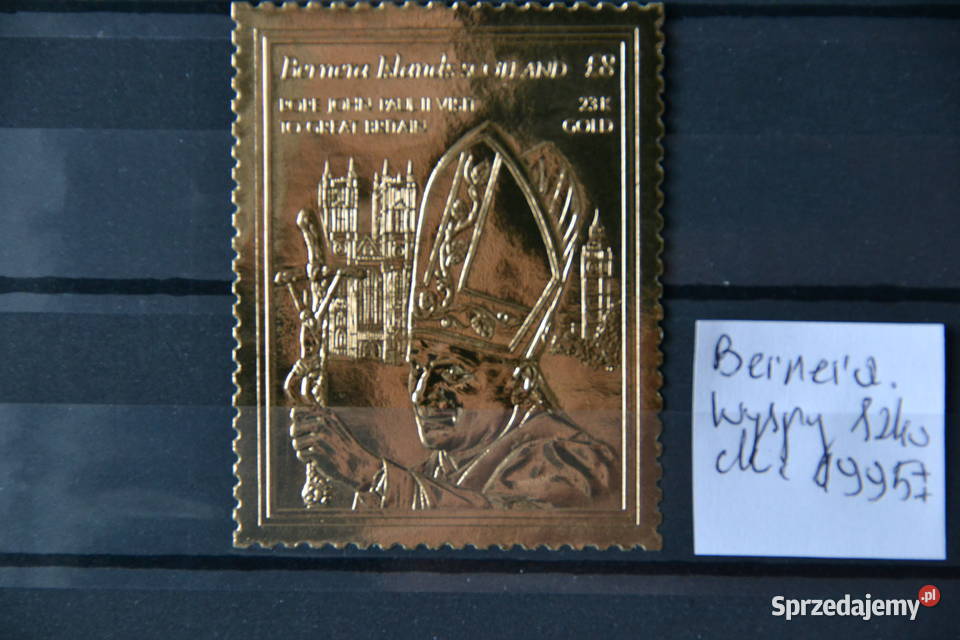 Bernera Islands SCOTLAND £8
POPE JOHN PAUL II VISIT 23K
TO GREAT BRITAIN GOLD
Bernera.
Wyspy Szko
1995
Sprzedajemy.pl